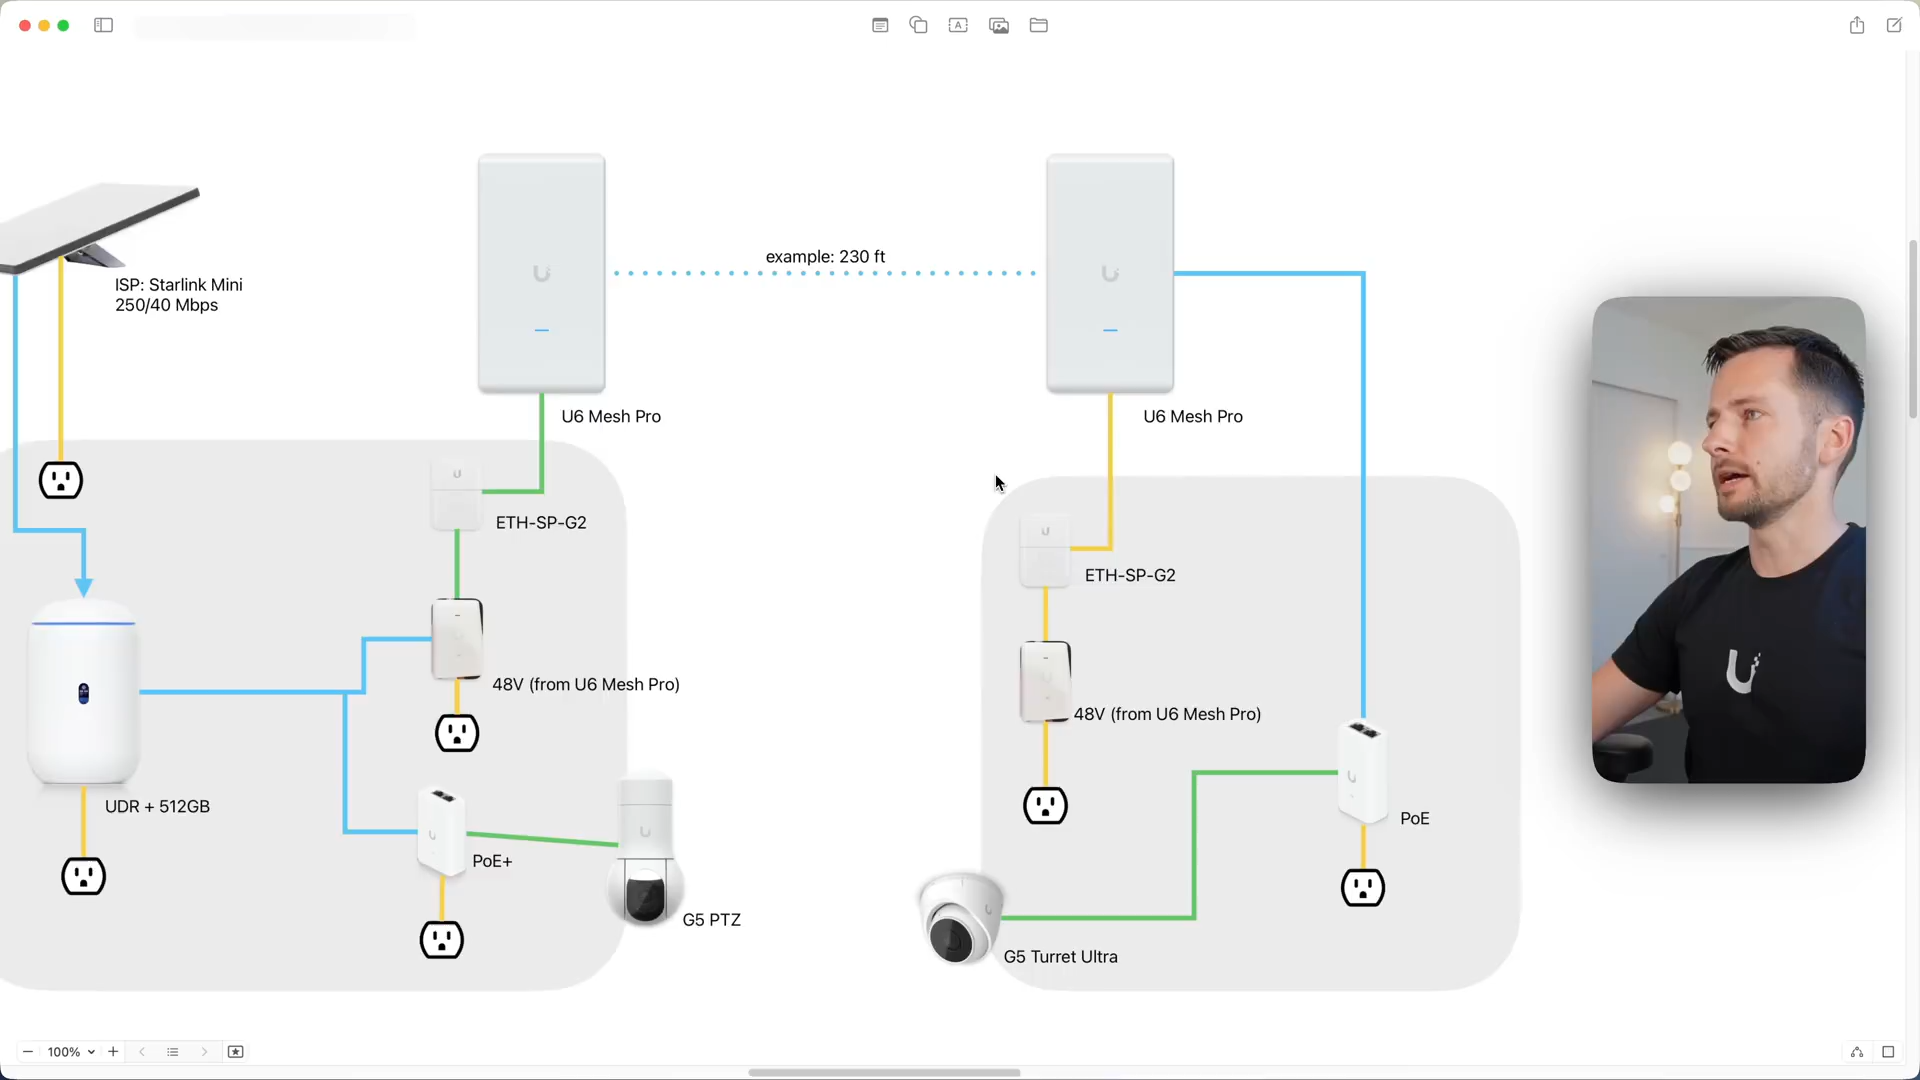 example: 230 ft
ISP: Starlink Mini
250/40 Mbps
U6 Mesh Pro
U6 Mesh Pro
ETH-SP-G2
ETH-SP-G2
48V (from U6 Mesh Pro)
48V (from U6 Mesh Pro)
UDR + 512GB
PoE+
PoE
G5 PTZ
G5 Turret Ultra
100%